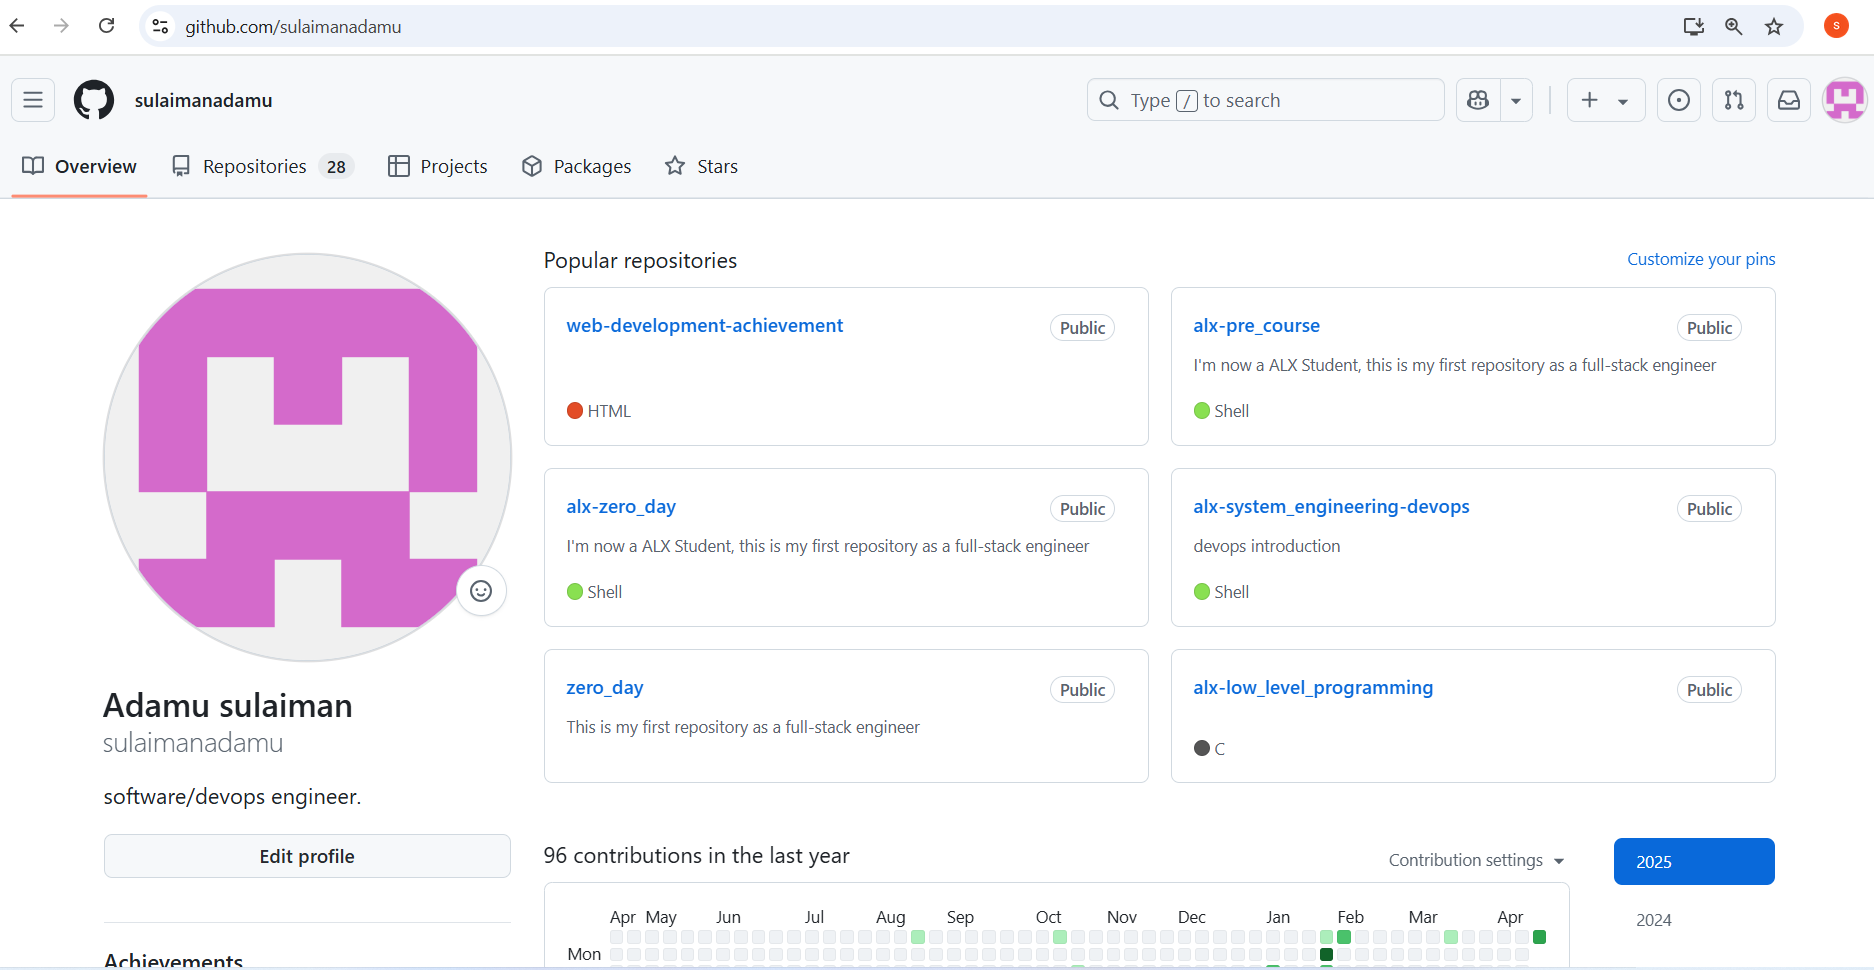 github.com/sulaimanadamu
S
sulaimanadamu
Type / to search
Overview
Repositories 28
Projects
Packages
Stars
Popular repositories
Customize your pins
web-development-achievement
Public
HTML
alx-pre_course
Public
I'm now a ALX Student, this is my first repository as a full-stack engineer
Shell
alx-zero_day
Public
I'm now a ALX Student, this is my first repository as a full-stack engineer
Shell
alx-system_engineering-devops
Public
devops introduction
Shell
zero_day
Public
This is my first repository as a full-stack engineer
alx-low_level_programming
Public
C
Adamu sulaiman
sulaimanadamu
software/devops engineer.
Edit profile
Achievements
96 contributions in the last year
Contribution settings
2025
2024
Apr May Jun Jul Aug Sep Oct Nov Dec Jan Feb Mar Apr
Mon